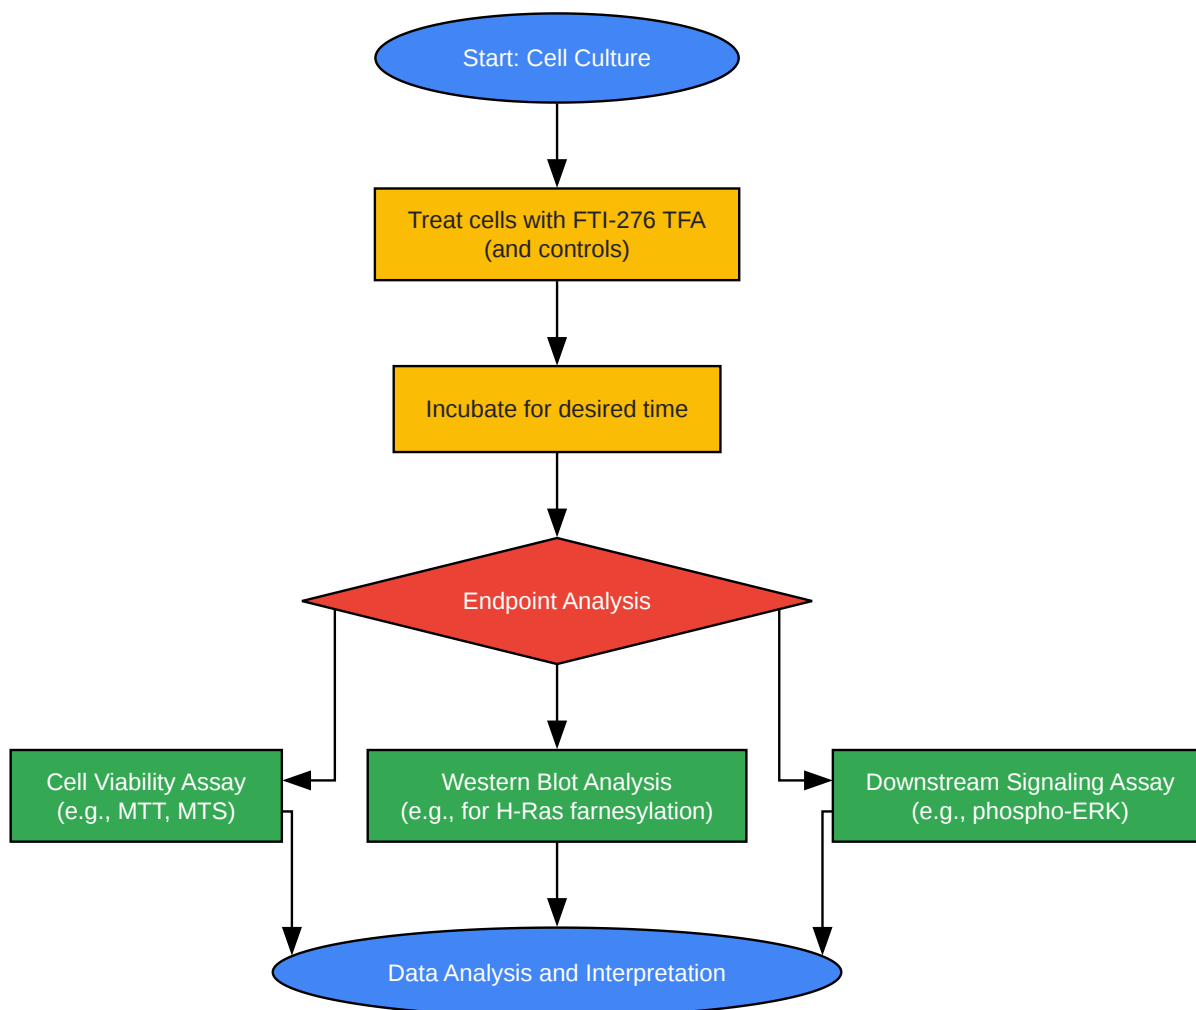 Start: Cell Culture
Treat cells with FTI-276 TFA
(and controls)
Incubate for desired time
Endpoint Analysis
Cell Viability Assay
(e.g., MTT, MTS)
Western Blot Analysis
(e.g., for H-Ras farnesylation)
Downstream Signaling Assay
(e.g., phospho-ERK)
Data Analysis and Interpretation